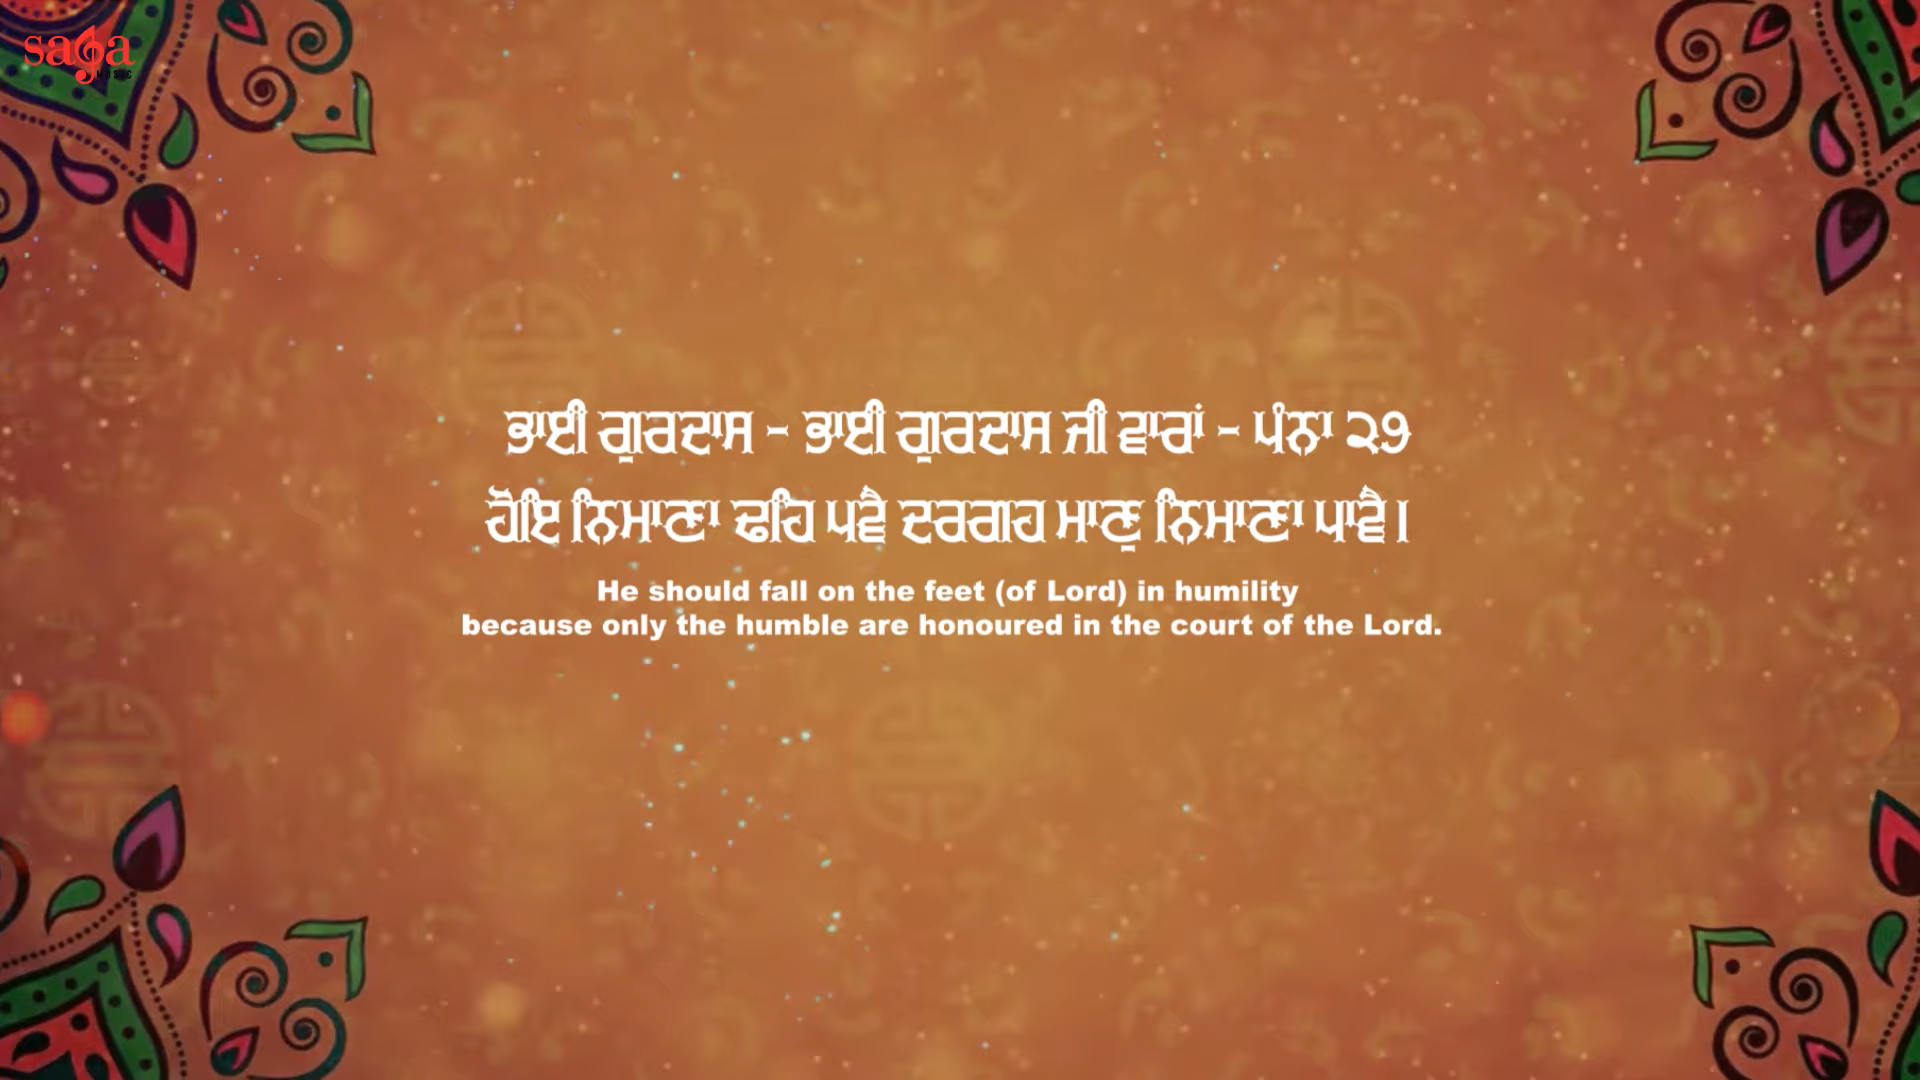 saga
MUSIC
ਭਾਈ ਗੁਰਦਾਸ - ਭਾਈ ਗੁਰਦਾਸ ਜੀ ਵਾਰਾਂ - ਪੰਨਾ ੨੭
ਹੋਇ ਨਿਮਾਣਾ ਢਹਿ ਪਵੈ ਦਰਗਹ ਮਾਣੁ ਨਿਮਾਣਾ ਪਾਵੈ।
He should fall on the feet (of Lord) in humility
because only the humble are honoured in the court of the Lord.